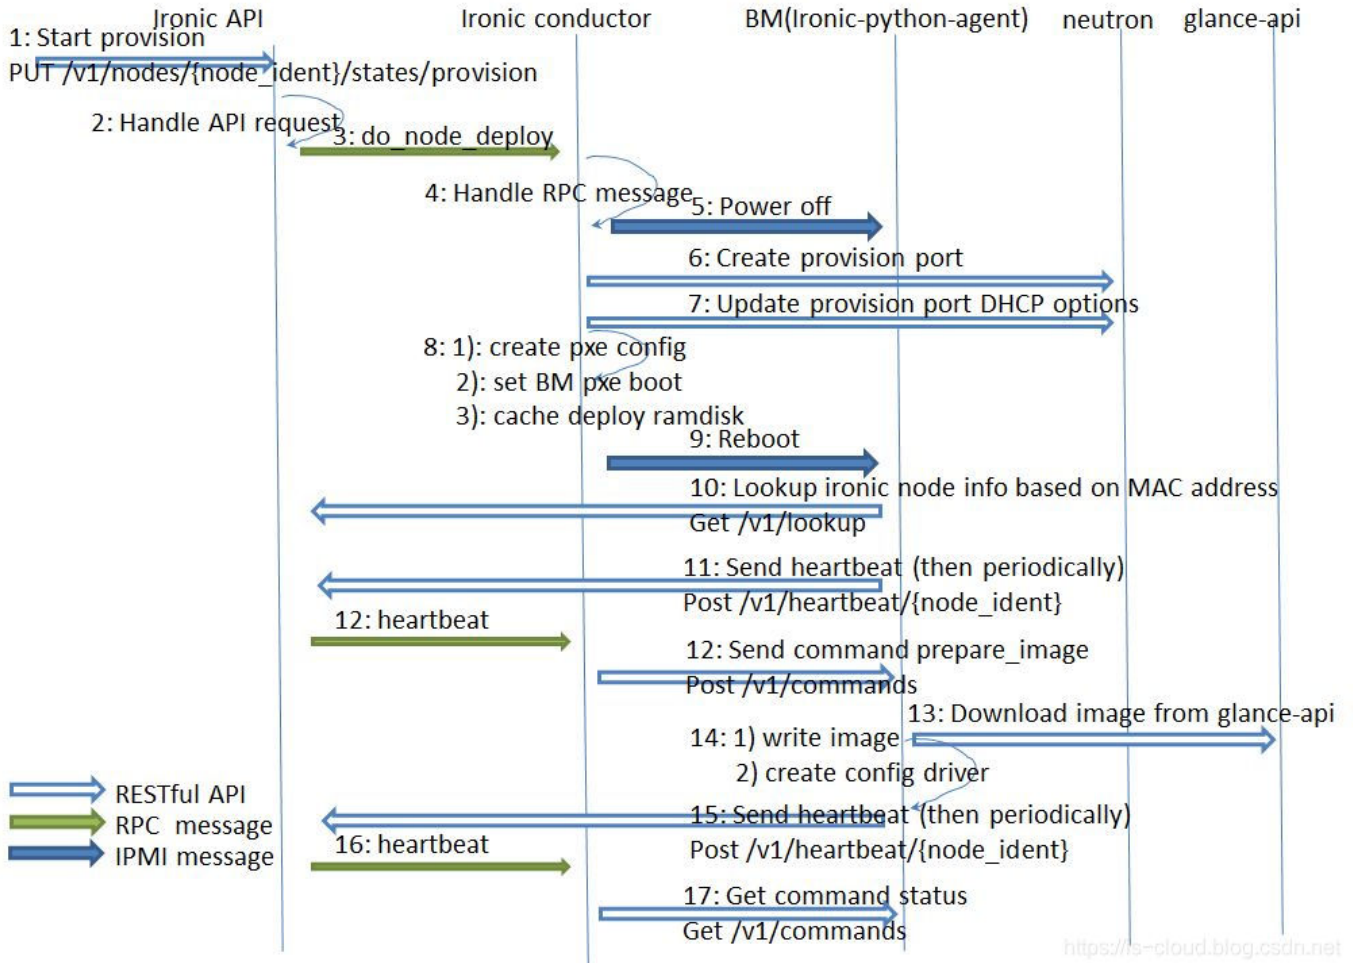 Ironic API
Ironic conductor
BM(Ironic-python-agent)
neutron
glance-api
1: Start provision
PUT /v1/nodes/{node_ident}/states/provision
2: Handle API request
3: do_node_deploy
4: Handle RPC message
5: Power off
6: Create provision port
7: Update provision port DHCP options
8: 1): create pxe config
2): set BM pxe boot
3): cache deploy ramdisk
9: Reboot
10: Lookup ironic node info based on MAC address
Get /v1/lookup
11: Send heartbeat (then periodically)
Post /v1/heartbeat/{node_ident}
12: heartbeat
12: Send command prepare_image
Post /v1/commands
13: Download image from glance-api
14: 1) write image
2) create config driver
15: Send heartbeat (then periodically)
Post /v1/heartbeat/{node_ident}
16: heartbeat
17: Get command status
Get /v1/commands
RESTful API
RPC message
IPMI message
https://is-cloud.blog.csdn.net